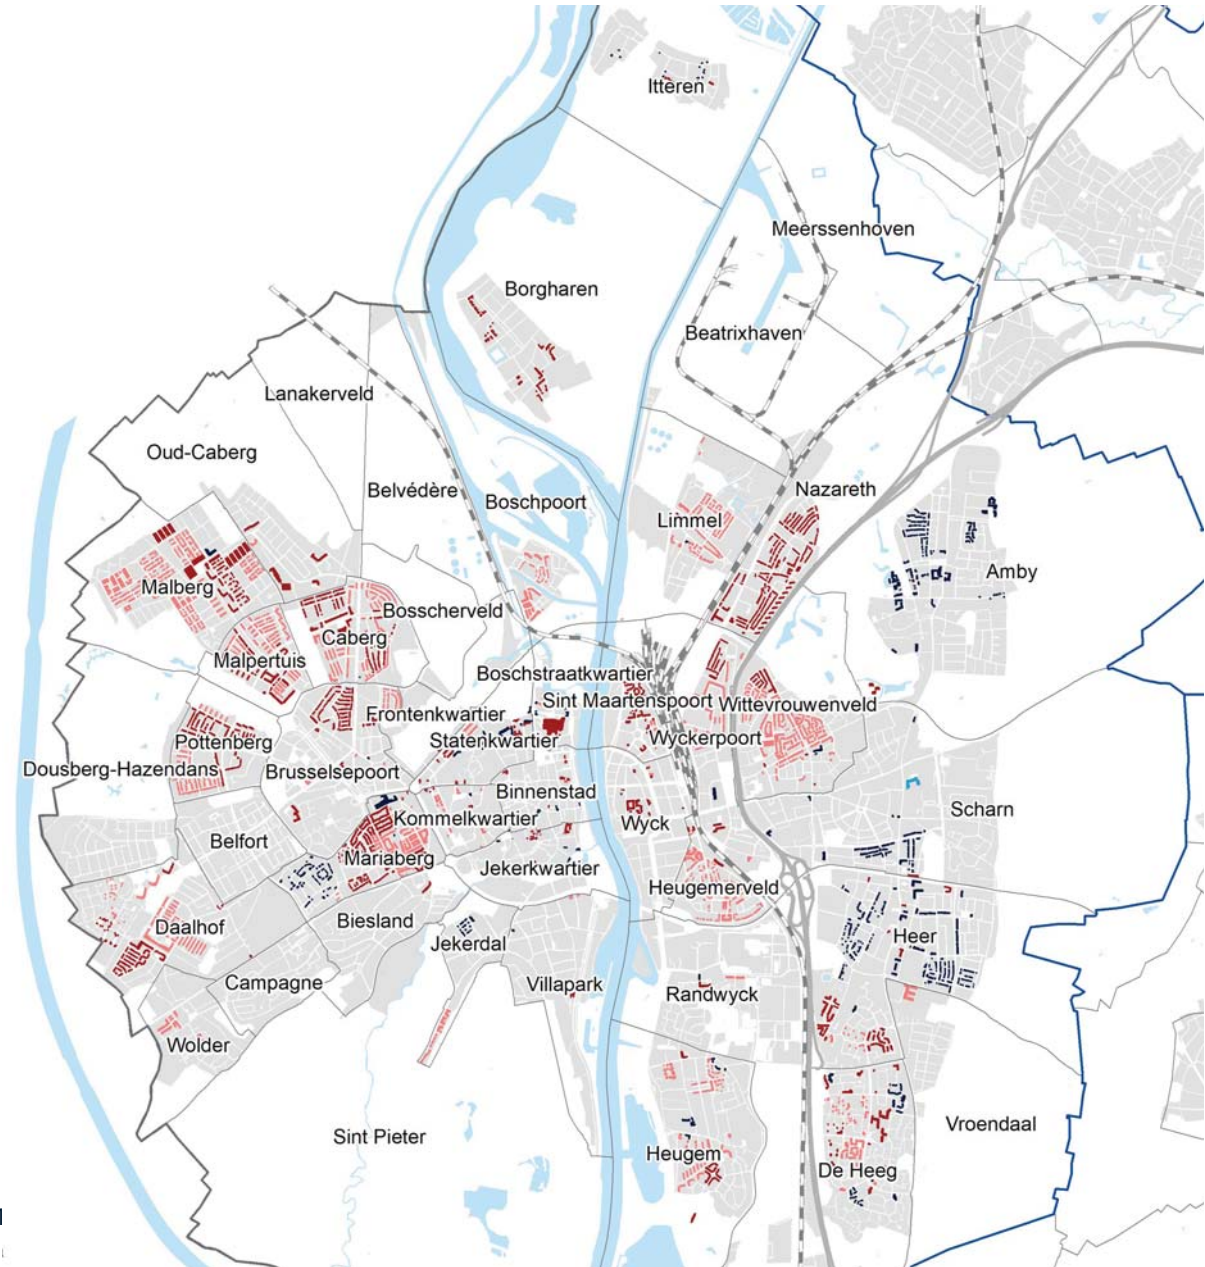 Itteren
Meerssenhoven
Borgharen
Beatrixhaven
Lanakerveld
Oud-Caberg
Belvédère
Boschpoort
Nazareth
Limmel
Amby
Malberg
Bosscherveld
Caberg
Malpertuis
Boschstraatkwartier
Sint Maartenspoort
Wittevrouwenveld
Frontenkwartier
Statenkwartier
Wyckerpoort
Pottenberg
Dousberg-Hazendans
Brusselsepoort
Binnenstad
Scharn
Kommelkwartier
Wyck
Belfort
Mariaberg
Jekerkwartier
Heugemerveld
Daalhof
Biesland
Jekerdal
Heer
Campagne
Villapark
Randwyck
Wolder
Sint Pieter
Vroendaal
Heugem
De Heeg